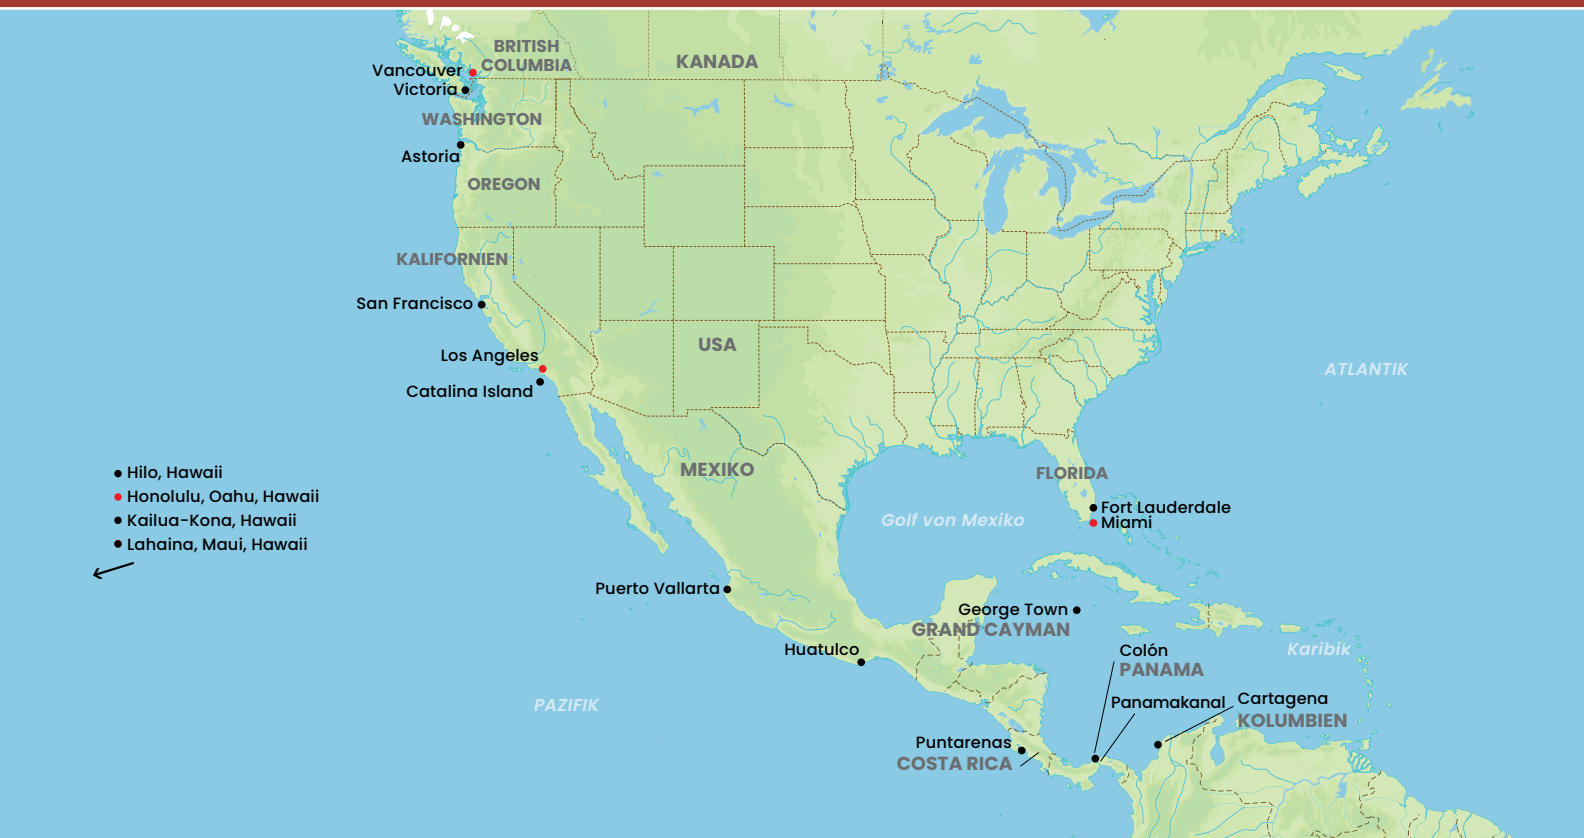 BRITISH
COLUMBIA
KANADA
Vancouver
Victoria
WASHINGTON
Astoria
OREGON
KALIFORNIEN
San Francisco
USA
Los Angeles
Catalina Island
ATLANTIK
MEXIKO
FLORIDA
Hilo, Hawaii
Honolulu, Oahu, Hawaii
Kailua-Kona, Hawaii
Lahaina, Maui, Hawaii
Fort Lauderdale
Miami
Golf von Mexiko
Puerto Vallarta
George Town
GRAND CAYMAN
Huatulco
Colón
PANAMA
Karibik
PAZIFIK
Panamakanal
Cartagena
KOLUMBIEN
Puntarenas
COSTA RICA